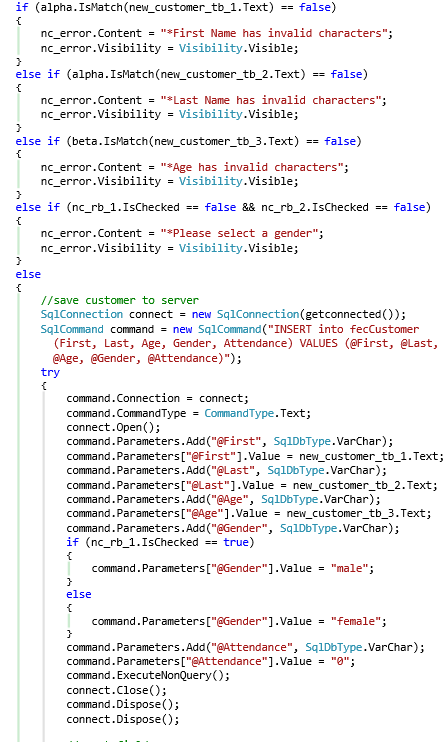 if (alpha.IsMatch(new_customer_tb_1.Text) == false)
{
nc_error.Content = "*First Name has invalid characters";
nc_error.Visibility = Visibility.Visible;
}
else if (alpha.IsMatch(new_customer_tb_2.Text) == false)
{
nc_error.Content = "*Last Name has invalid characters";
nc_error.Visibility = Visibility.Visible;
}
else if (beta.IsMatch(new_customer_tb_3.Text) == false)
{
nc_error.Content = "*Age has invalid characters";
nc_error.Visibility = Visibility.Visible;
}
else if (nc_rb_1.IsChecked == false && nc_rb_2.IsChecked == false)
{
nc_error.Content = "*Please select a gender";
nc_error.Visibility = Visibility.Visible;
}
else
{
//save customer to server
SqlConnection connect = new SqlConnection(getconnected());
SqlCommand command = new SqlCommand("INSERT into fecCustomer
(First, Last, Age, Gender, Attendance) VALUES (@First, @Last,
@Age, @Gender, @Attendance)");
try
{
command.Connection = connect;
command.CommandType = CommandType.Text;
connect.Open();
command.Parameters.Add("@First", SqlDbType.VarChar);
command.Parameters["@First"].Value = new_customer_tb_1.Text;
command.Parameters.Add("@Last", SqlDbType.VarChar);
command.Parameters["@Last"].Value = new_customer_tb_2.Text;
command.Parameters.Add("@Age", SqlDbType.VarChar);
command.Parameters["@Age"].Value = new_customer_tb_3.Text;
command.Parameters.Add("@Gender", SqlDbType.VarChar);
if (nc_rb_1.IsChecked == true)
{
command.Parameters["@Gender"].Value = "male";
}
else
{
command.Parameters["@Gender"].Value = "female";
}
command.Parameters.Add("@Attendance", SqlDbType.VarChar);
command.Parameters["@Attendance"].Value = "0";
command.ExecuteNonQuery();
connect.Close();
command.Dispose();
connect.Dispose();